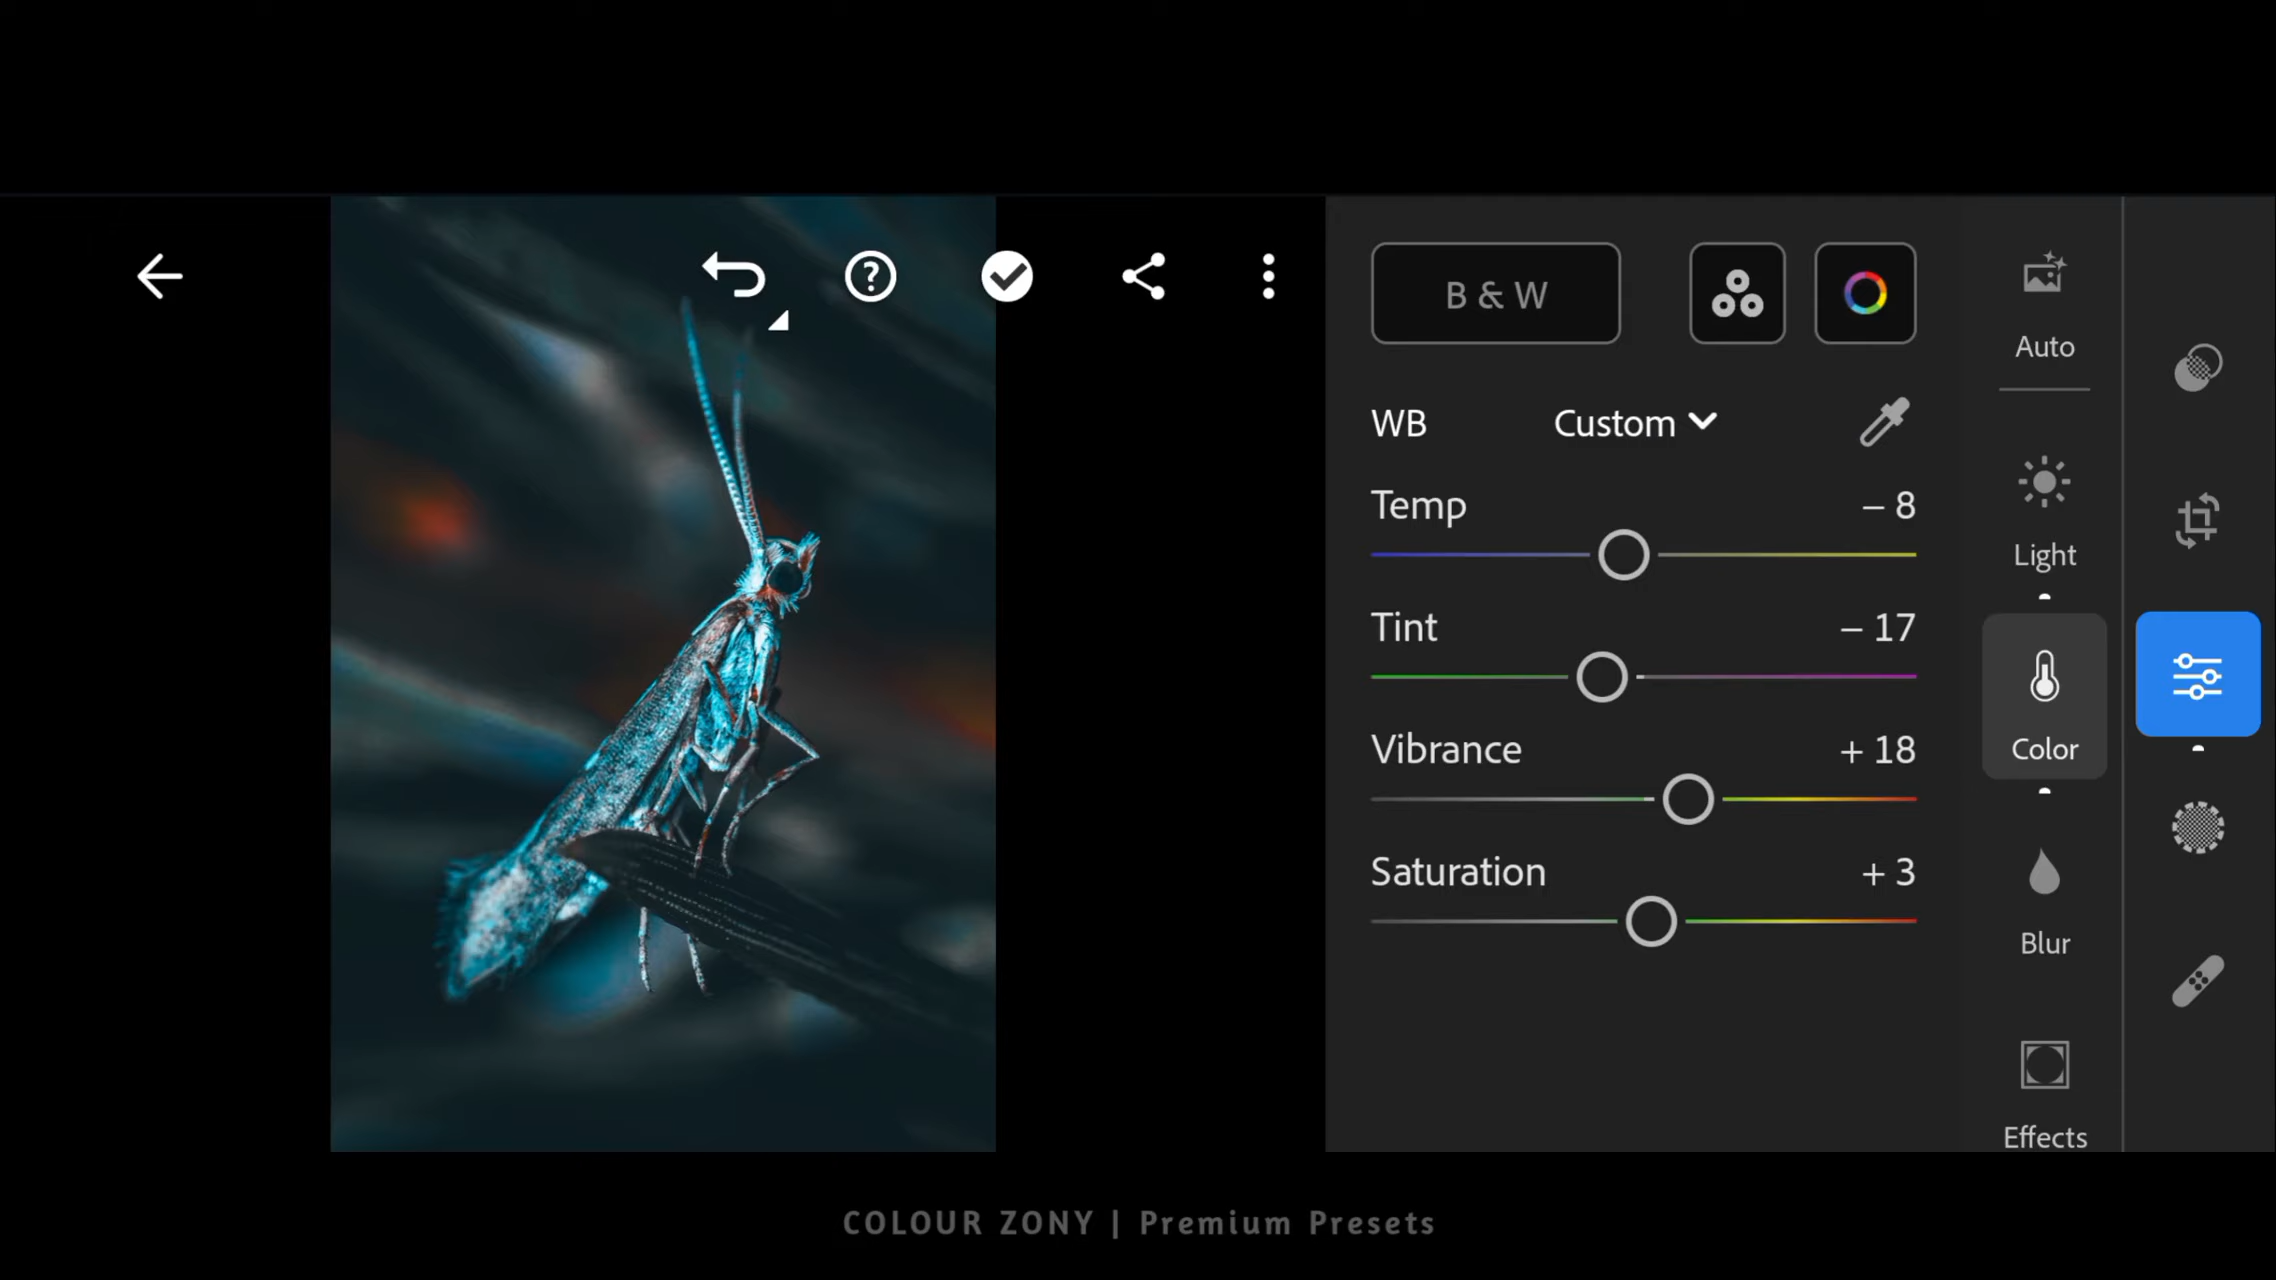 B & W
Auto
WB Custom
Temp – 8
Light
Tint – 17
Vibrance + 18
Color
Saturation + 3
Blur
Effects
COLOUR ZONY | Premium Presets